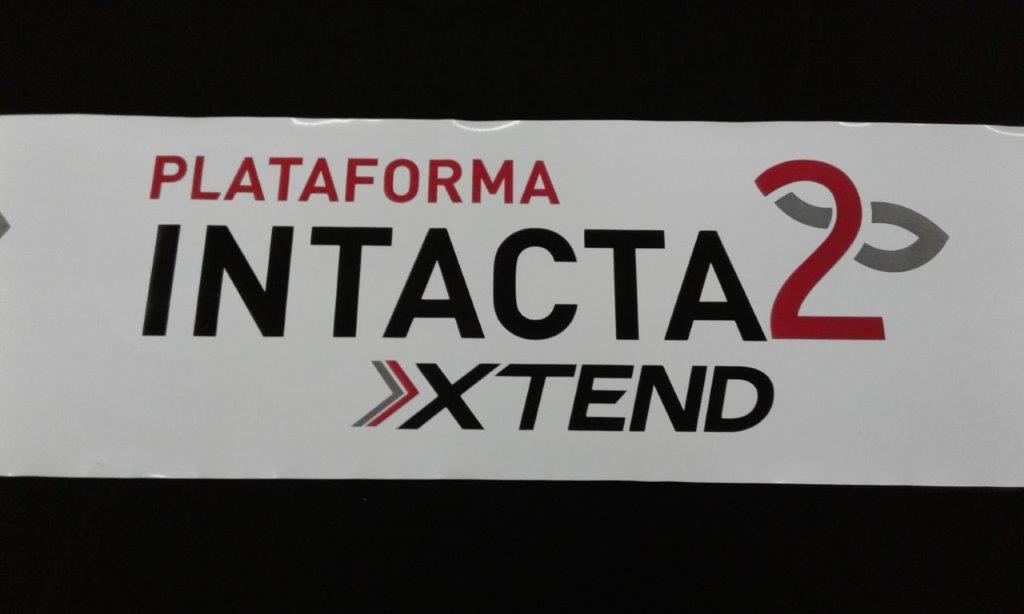 PLATAFORMA
INTACTA2
XTEND